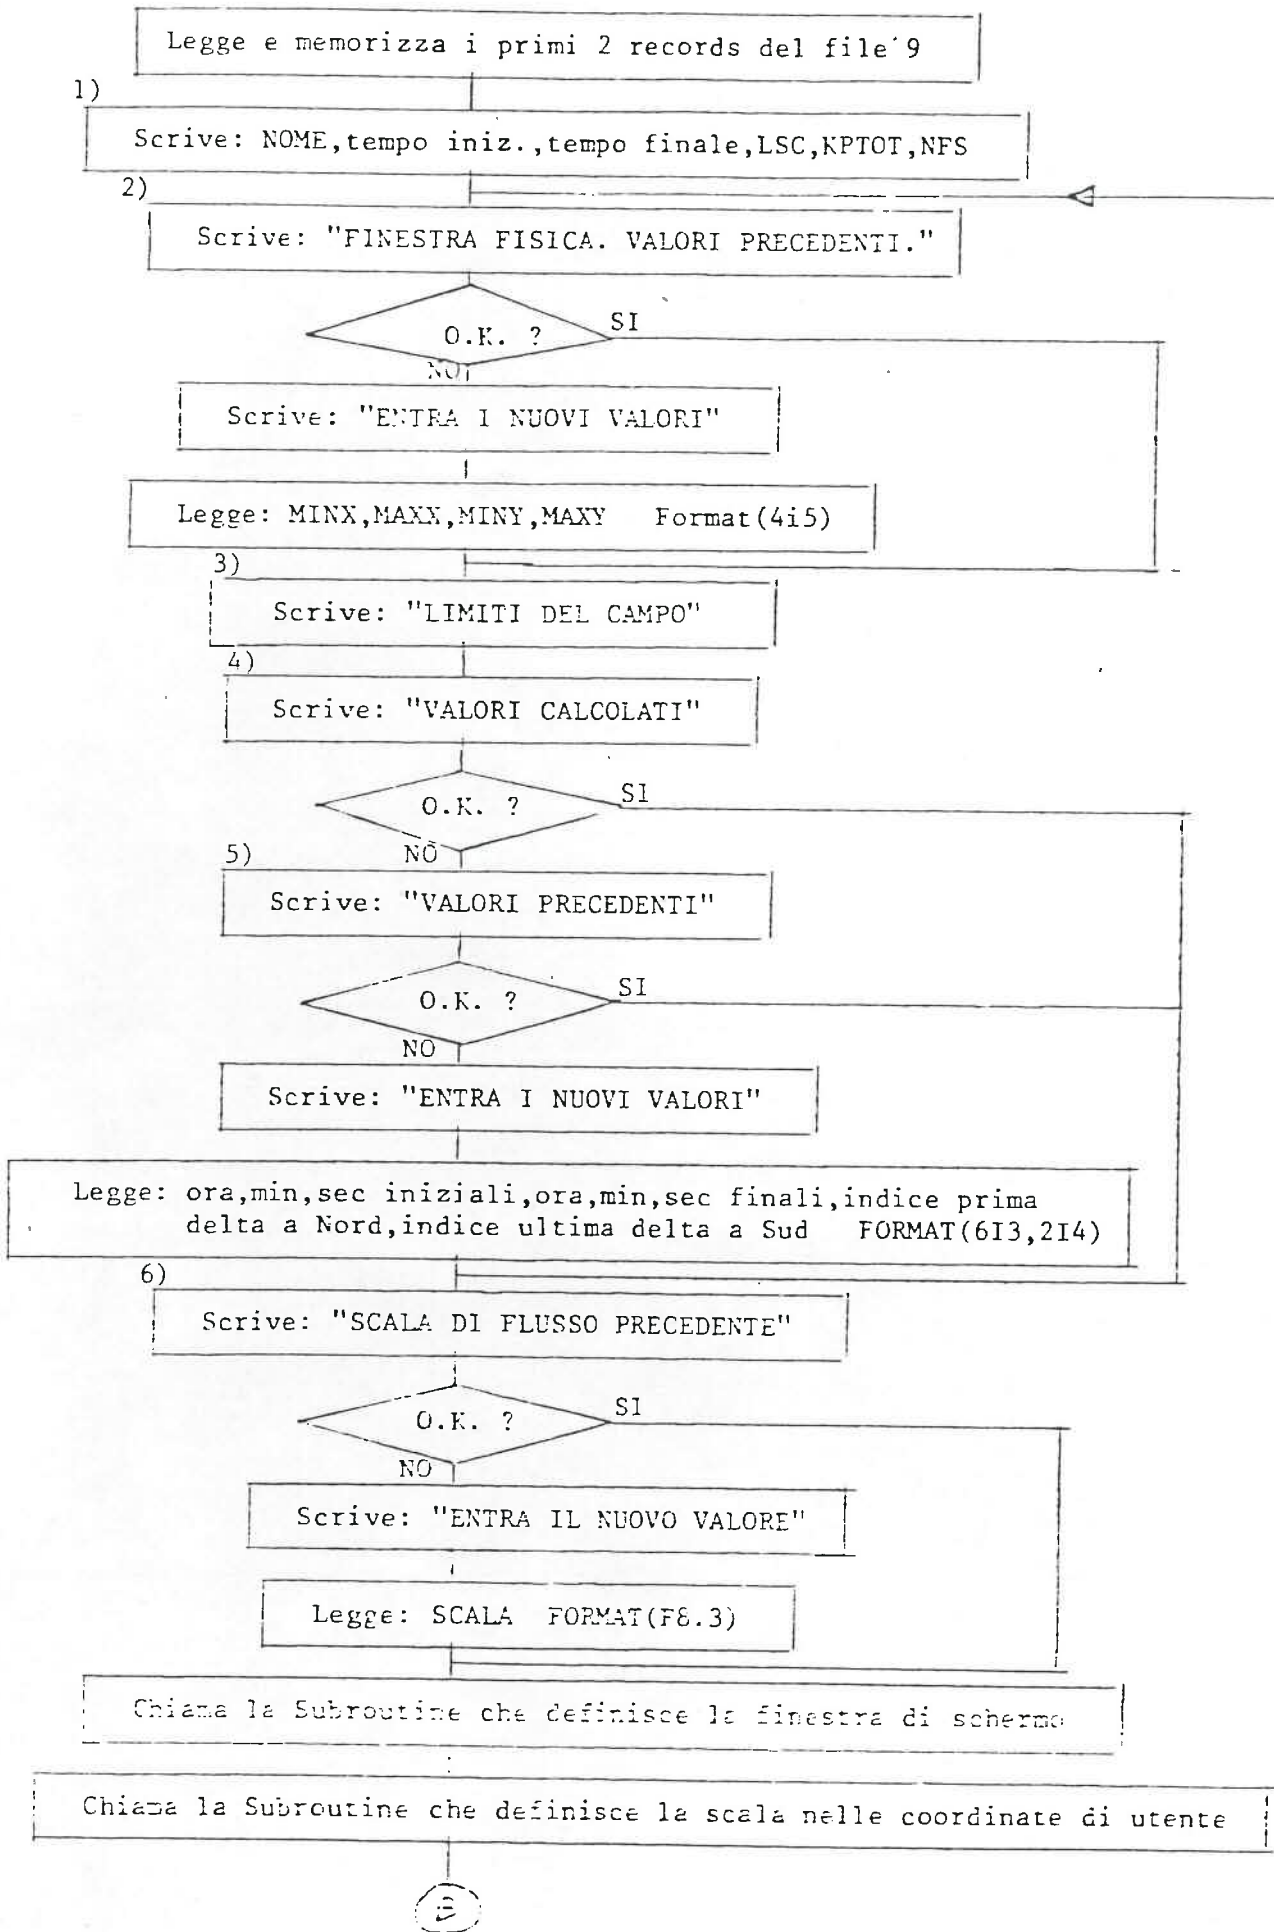 Legge e memorizza i primi 2 records del file 9
1)
Scrive: NOME,tempo iniz.,tempo finale,LSC,KPTOT,NFS
2)
Scrive: "FINESTRA FISICA. VALORI PRECEDENTI."
O.K. ?
SI
NO
Scrive: "ENTRA I NUOVI VALORI"
Legge: MINX,MAXX,MINY,MAXY Format(4i5)
3)
Scrive: "LIMITI DEL CAMPO"
4)
Scrive: "VALORI CALCOLATI"
O.K. ?
SI
NO
5)
Scrive: "VALORI PRECEDENTI"
O.K. ?
SI
NO
Scrive: "ENTRA I NUOVI VALORI"
Legge: ora,min,sec iniziali,ora,min,sec finali,indice prima
delta a Nord,indice ultima delta a Sud FORMAT(6I3,2I4)
6)
Scrive: "SCALA DI FLUSSO PRECEDENTE"
O.K. ?
SI
NO
Scrive: "ENTRA IL NUOVO VALORE"
Legge: SCALA FORMAT(F8.3)
Chiama la Subroutine che definisce la finestra di schermo
Chiama la Subroutine che definisce la scala nelle coordinate di utente